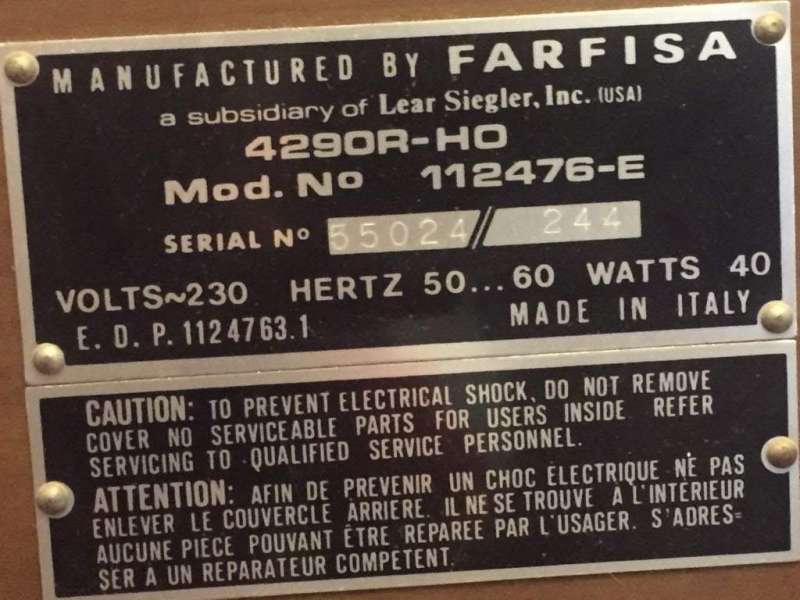 MANUFACTURED BY FARFISA
a subsidiary of Lear Siegler, Inc. (USA)
4290R-HO
Mod. Nº 112476-E
SERIAL Nº 55024// 244
VOLTS~230 HERTZ 50...60 WATTS 40
E. D. P. 1124763.1 MADE IN ITALY
CAUTION: TO PREVENT ELECTRICAL SHOCK, DO NOT REMOVE
COVER NO SERVICEABLE PARTS FOR USERS INSIDE REFER
SERVICING TO QUALIFIED SERVICE PERSONNEL.
ATTENTION: AFIN DE PREVENIR UN CHOC ÉLECTRIQUE NE PAS
ENLEVER LE COUVERCLE ARRIERE. IL NE SE TROUVE A L'INTERIEUR
AUCUNE PIECE POUVANT ÊTRE REPAREE PAR L'USAGER. S'ADRES=
SER A UN REPARATEUR COMPETENT.